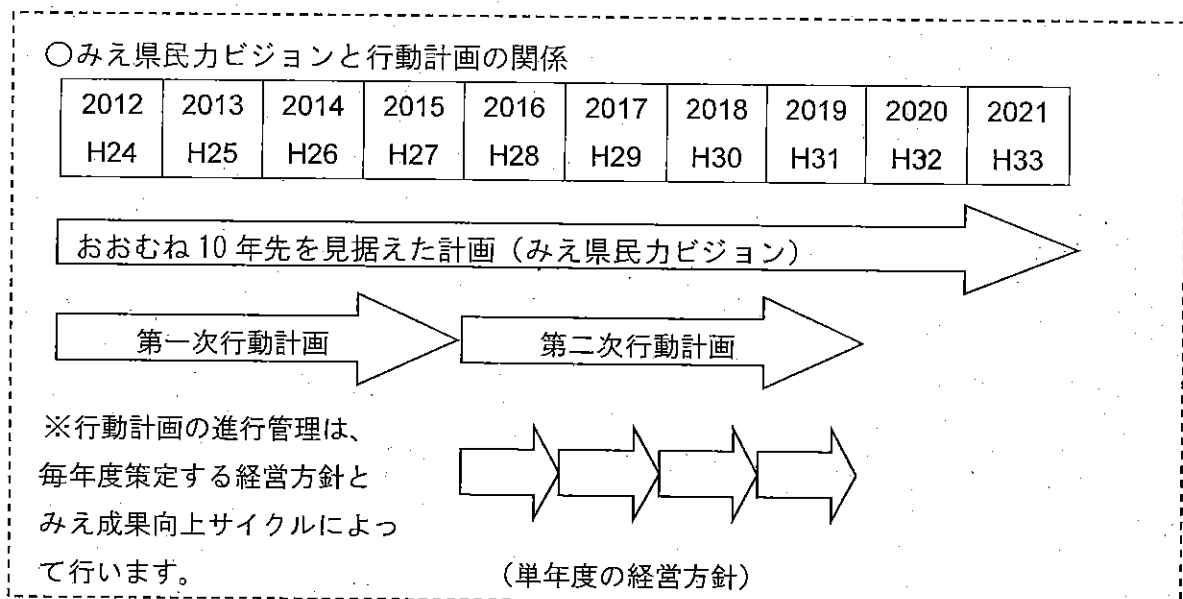 ○みえ県民力ビジョンと行動計画の関係
2012 2013 2014 2015 2016 2017 2018 2019 2020 2021
H24 H25 H26 H27 H28 H29 H30 H31 H32 H33
おおむね10年先を見据えた計画（みえ県民力ビジョン）
第一次行動計画 第二次行動計画
※行動計画の進行管理は、
毎年度策定する経営方針と
みえ成果向上サイクルによっ
て行います。
（単年度の経営方針）